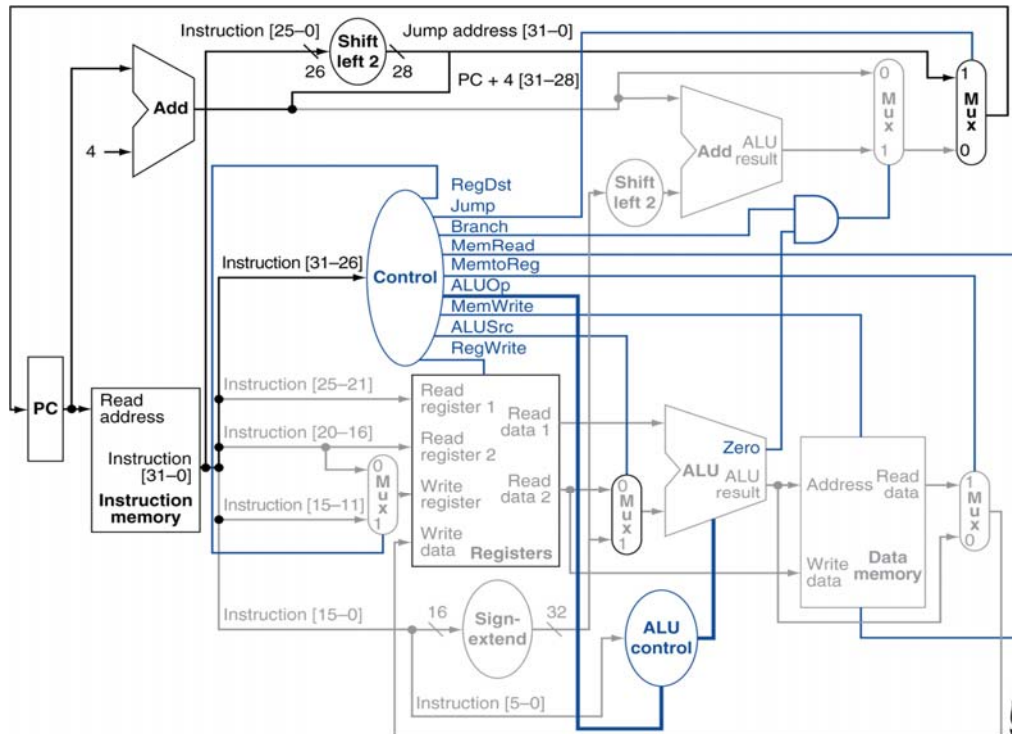 Instruction [25–0]
Shift
left 2
Jump address [31–0]
26
28
PC + 4 [31–28]
Add
4
0
M
u
x
1
1
M
u
x
0
Add
ALU
result
Shift
left 2
RegDst
Jump
Branch
MemRead
MemtoReg
ALUOp
MemWrite
ALUSrc
RegWrite
Instruction [31–26]
Control
PC
Read
address
Instruction
[31–0]
Instruction
memory
Instruction [25–21]
Instruction [20–16]
Instruction [15–11]
0
M
u
x
1
Read
register 1
Read
register 2
Write
register
Write
data
Read
data 1
Read
data 2
Registers
0
M
u
x
1
Zero
ALU
ALU
result
Address
Read
data
Write
data
Data
memory
1
M
u
x
0
Instruction [15–0]
16
Sign-
extend
32
ALU
control
Instruction [5–0]